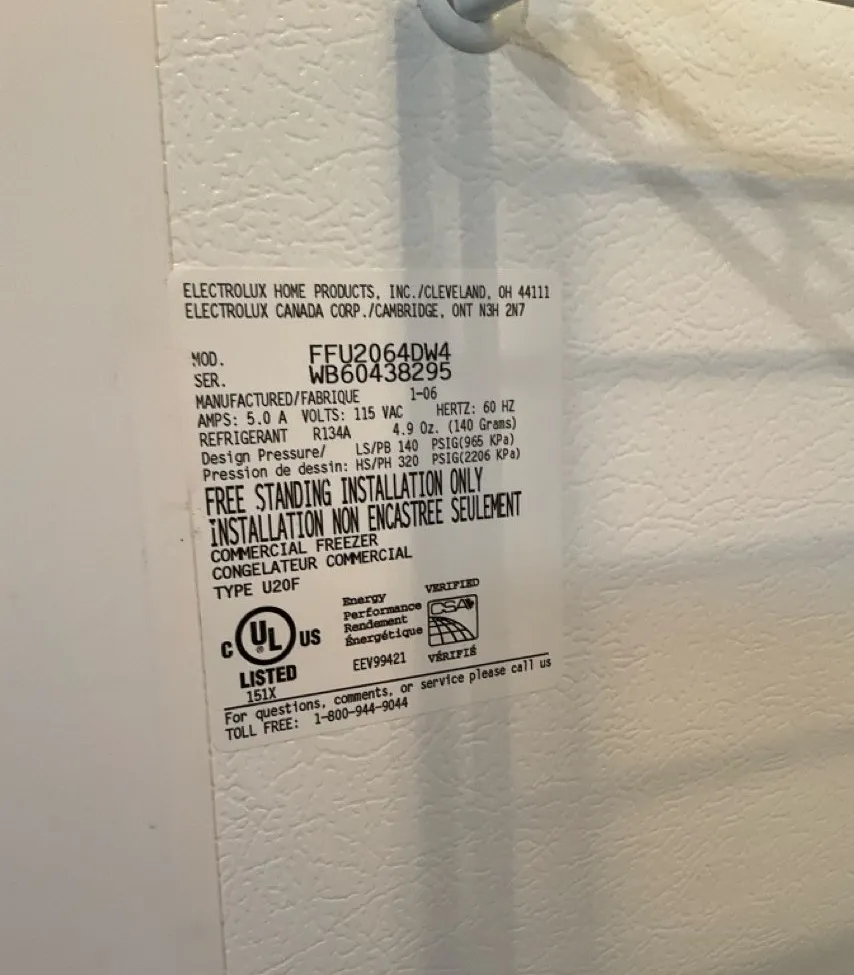 ELECTROLUX HOME PRODUCTS, INC./CLEVELAND, OH 44111
ELECTROLUX CANADA CORP./CAMBRIDGE, ONT N3H 2N7
MOD. FFU2064DW4
SER. WB60438295
MANUFACTURED/FABRIQUE 1-06
AMPS: 5.0 A VOLTS: 115 VAC HERTZ: 60 HZ
REFRIGERANT R134A 4.9 Oz. (140 Grams)
Design Pressure/ LS/PB 140 PSIG(965 KPa)
Pression de dessin: HS/PH 320 PSIG(2206 KPa)
FREE STANDING INSTALLATION ONLY
INSTALLATION NON ENCASTREE SEULEMENT
COMMERCIAL FREEZER
CONGELATEUR COMMERCIAL
TYPE U20F
C UL ® US
LISTED
151X
Energy
Performance
Rendement
Énergétique
EEV99421
VERIFIED
CSA
VÉRIFIÉ
For questions, comments, or service please call us
TOLL FREE: 1-800-944-9044